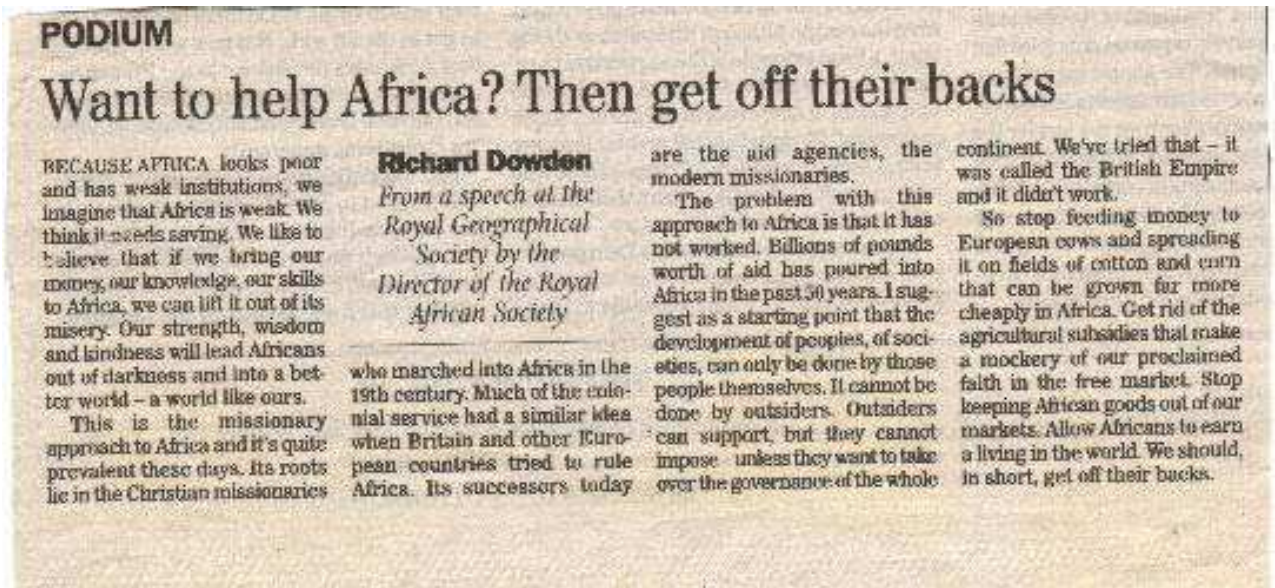 PODIUM
Want to help Africa? Then get off their backs
BECAUSE AFRICA looks poor
and has weak institutions, we
imagine that Africa is weak. We
think it needs saving. We like to
believe that if we bring our
money, our knowledge, our skills
to Africa, we can lift it out of its
misery. Our strength, wisdom
and kindness will lead Africans
out of darkness and into a bet-
ter world – a world like ours.
This is the missionary
approach to Africa and it's quite
prevalent these days. Its roots
lie in the Christian missionaries
Richard Dowden
From a speech at the
Royal Geographical
Society by the
Director of the Royal
African Society
who marched into Africa in the
19th century. Much of the colo-
nial service had a similar idea
when Britain and other Euro-
pean countries tried to rule
Africa. Its successors today
are the aid agencies, the
modern missionaries.
The problem with this
approach to Africa is that it has
not worked. Billions of pounds
worth of aid has poured into
Africa in the past 50 years. I sug-
gest as a starting point that the
development of peoples, of soci-
eties, can only be done by those
people themselves. It cannot be
done by outsiders. Outsiders
can support, but they cannot
impose unless they want to take
over the governance of the whole
continent. We've tried that – it
was called the British Empire
and it didn't work.
So stop feeding money to
European cows and spreading
it on fields of cotton and corn
that can be grown far more
cheaply in Africa. Get rid of the
agricultural subsidies that make
a mockery of our proclaimed
faith in the free market. Stop
keeping African goods out of our
markets. Allow Africans to earn
a living in the world. We should,
in short, get off their backs.